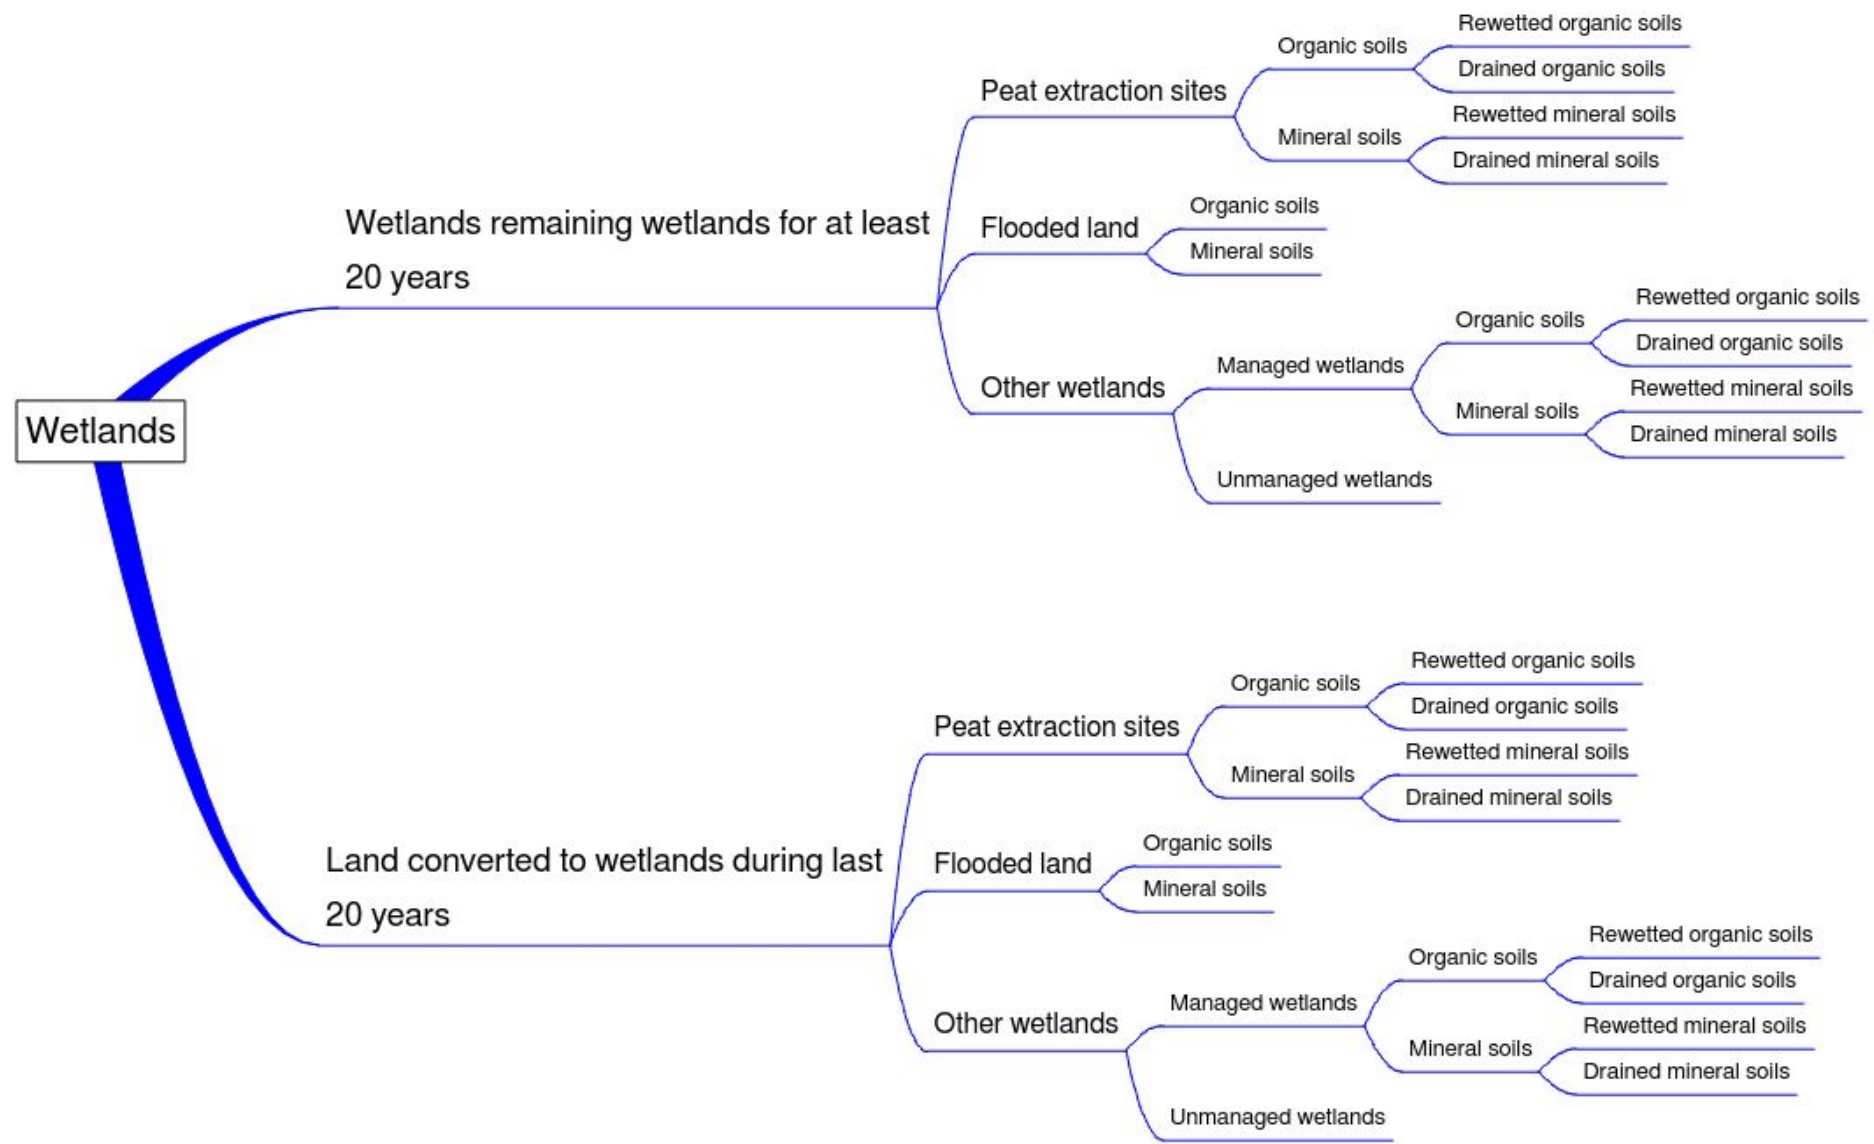 Wetlands
Wetlands remaining wetlands for at least
20 years
Peat extraction sites
Organic soils
Rewetted organic soils
Drained organic soils
Mineral soils
Rewetted mineral soils
Drained mineral soils
Flooded land
Organic soils
Mineral soils
Other wetlands
Managed wetlands
Organic soils
Rewetted organic soils
Drained organic soils
Mineral soils
Rewetted mineral soils
Drained mineral soils
Unmanaged wetlands
Land converted to wetlands during last
20 years
Peat extraction sites
Organic soils
Rewetted organic soils
Drained organic soils
Mineral soils
Rewetted mineral soils
Drained mineral soils
Flooded land
Organic soils
Mineral soils
Other wetlands
Managed wetlands
Organic soils
Rewetted organic soils
Drained organic soils
Mineral soils
Rewetted mineral soils
Drained mineral soils
Unmanaged wetlands